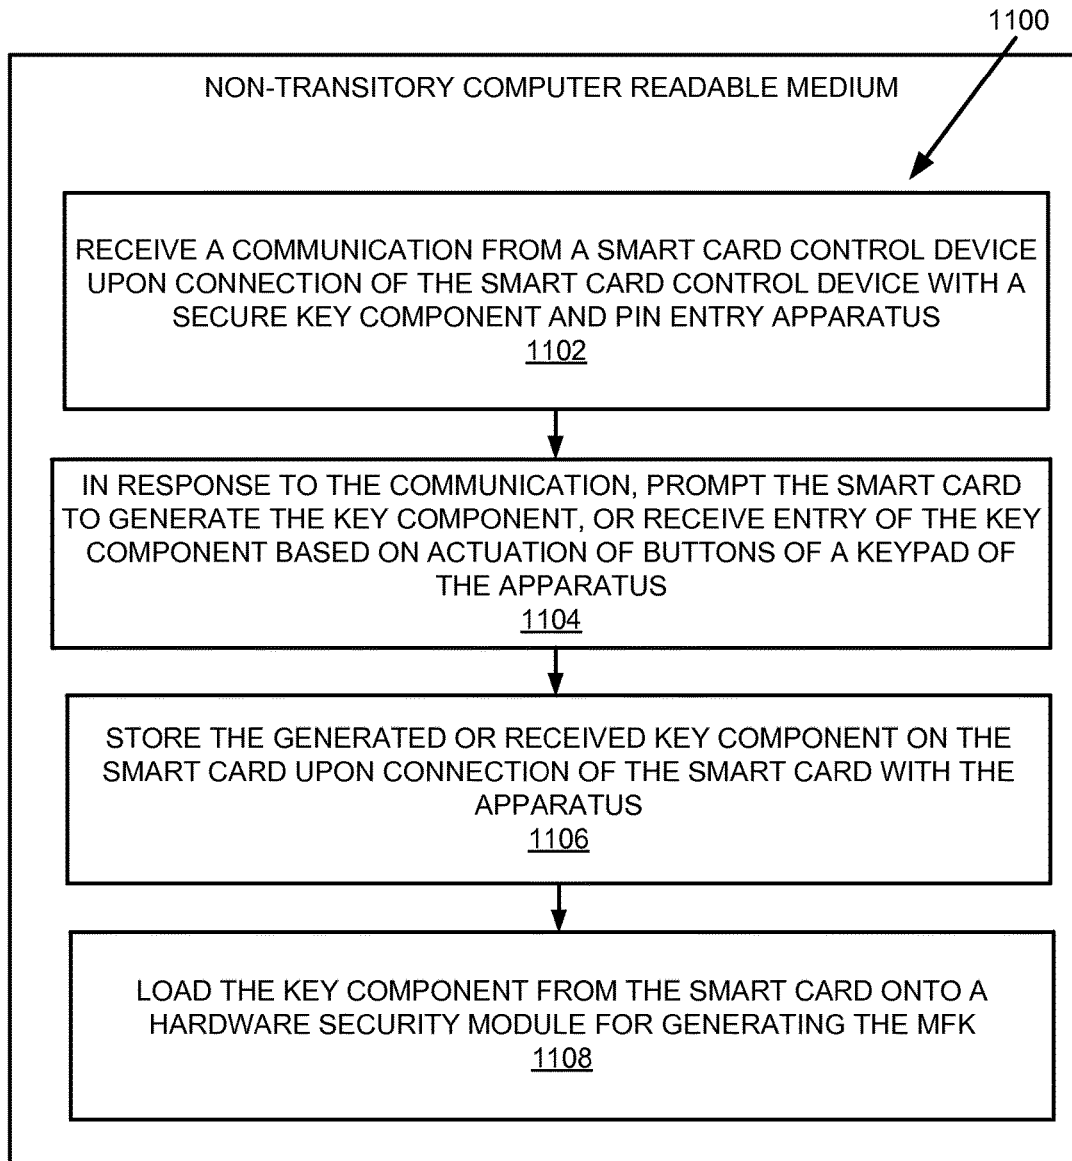 1100
NON-TRANSITORY COMPUTER READABLE MEDIUM
RECEIVE A COMMUNICATION FROM A SMART CARD CONTROL DEVICE
UPON CONNECTION OF THE SMART CARD CONTROL DEVICE WITH A
SECURE KEY COMPONENT AND PIN ENTRY APPARATUS
1102
IN RESPONSE TO THE COMMUNICATION, PROMPT THE SMART CARD
TO GENERATE THE KEY COMPONENT, OR RECEIVE ENTRY OF THE KEY
COMPONENT BASED ON ACTUATION OF BUTTONS OF A KEYPAD OF
THE APPARATUS
1104
STORE THE GENERATED OR RECEIVED KEY COMPONENT ON THE
SMART CARD UPON CONNECTION OF THE SMART CARD WITH THE
APPARATUS
1106
LOAD THE KEY COMPONENT FROM THE SMART CARD ONTO A
HARDWARE SECURITY MODULE FOR GENERATING THE MFK
1108